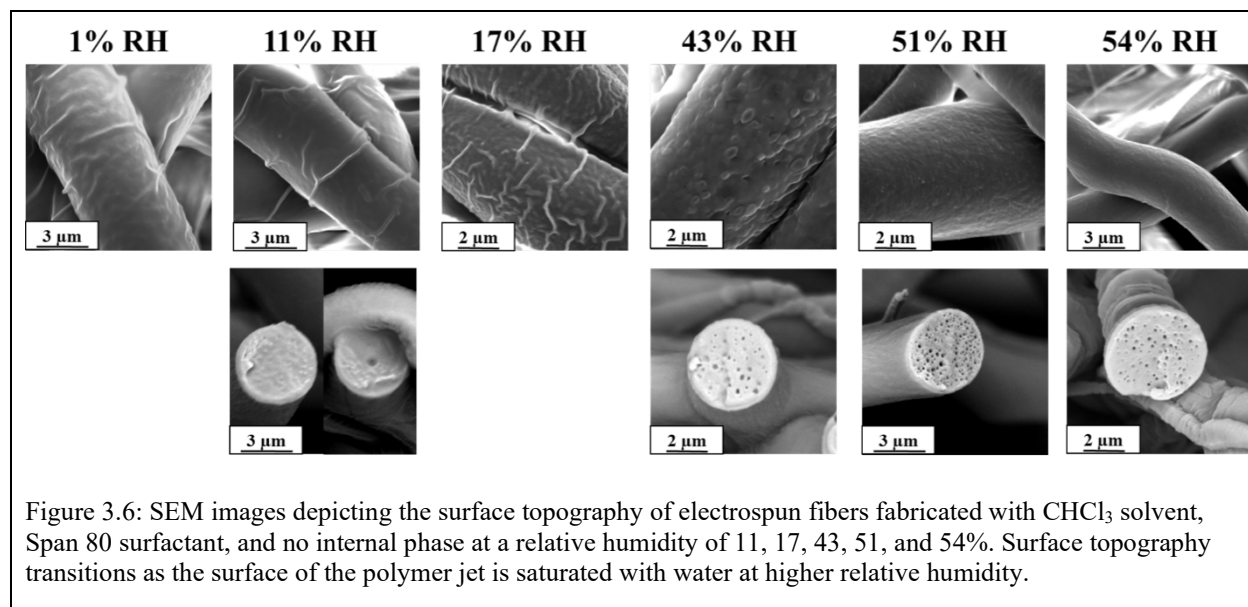 1% RH 11% RH 17% RH 43% RH 51% RH 54% RH
3 µm 3 µm 2 µm 2 µm 2 µm 3 µm
3 µm 2 µm 3 µm 2 µm
Figure 3.6: SEM images depicting the surface topography of electrospun fibers fabricated with CHCl₃ solvent,
Span 80 surfactant, and no internal phase at a relative humidity of 11, 17, 43, 51, and 54%. Surface topography
transitions as the surface of the polymer jet is saturated with water at higher relative humidity.